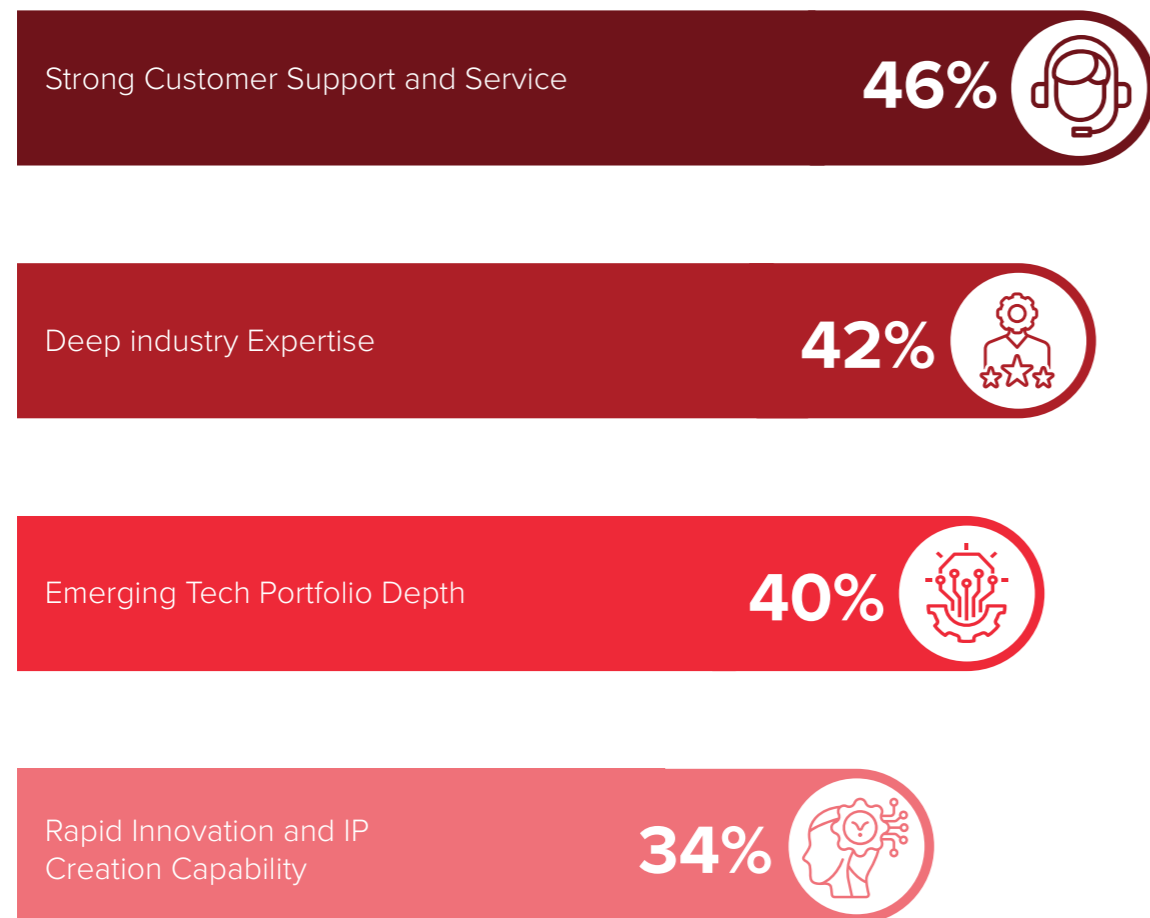 Strong Customer Support and Service
46%
Deep industry Expertise
42%
Emerging Tech Portfolio Depth
40%
Rapid Innovation and IP
Creation Capability
34%